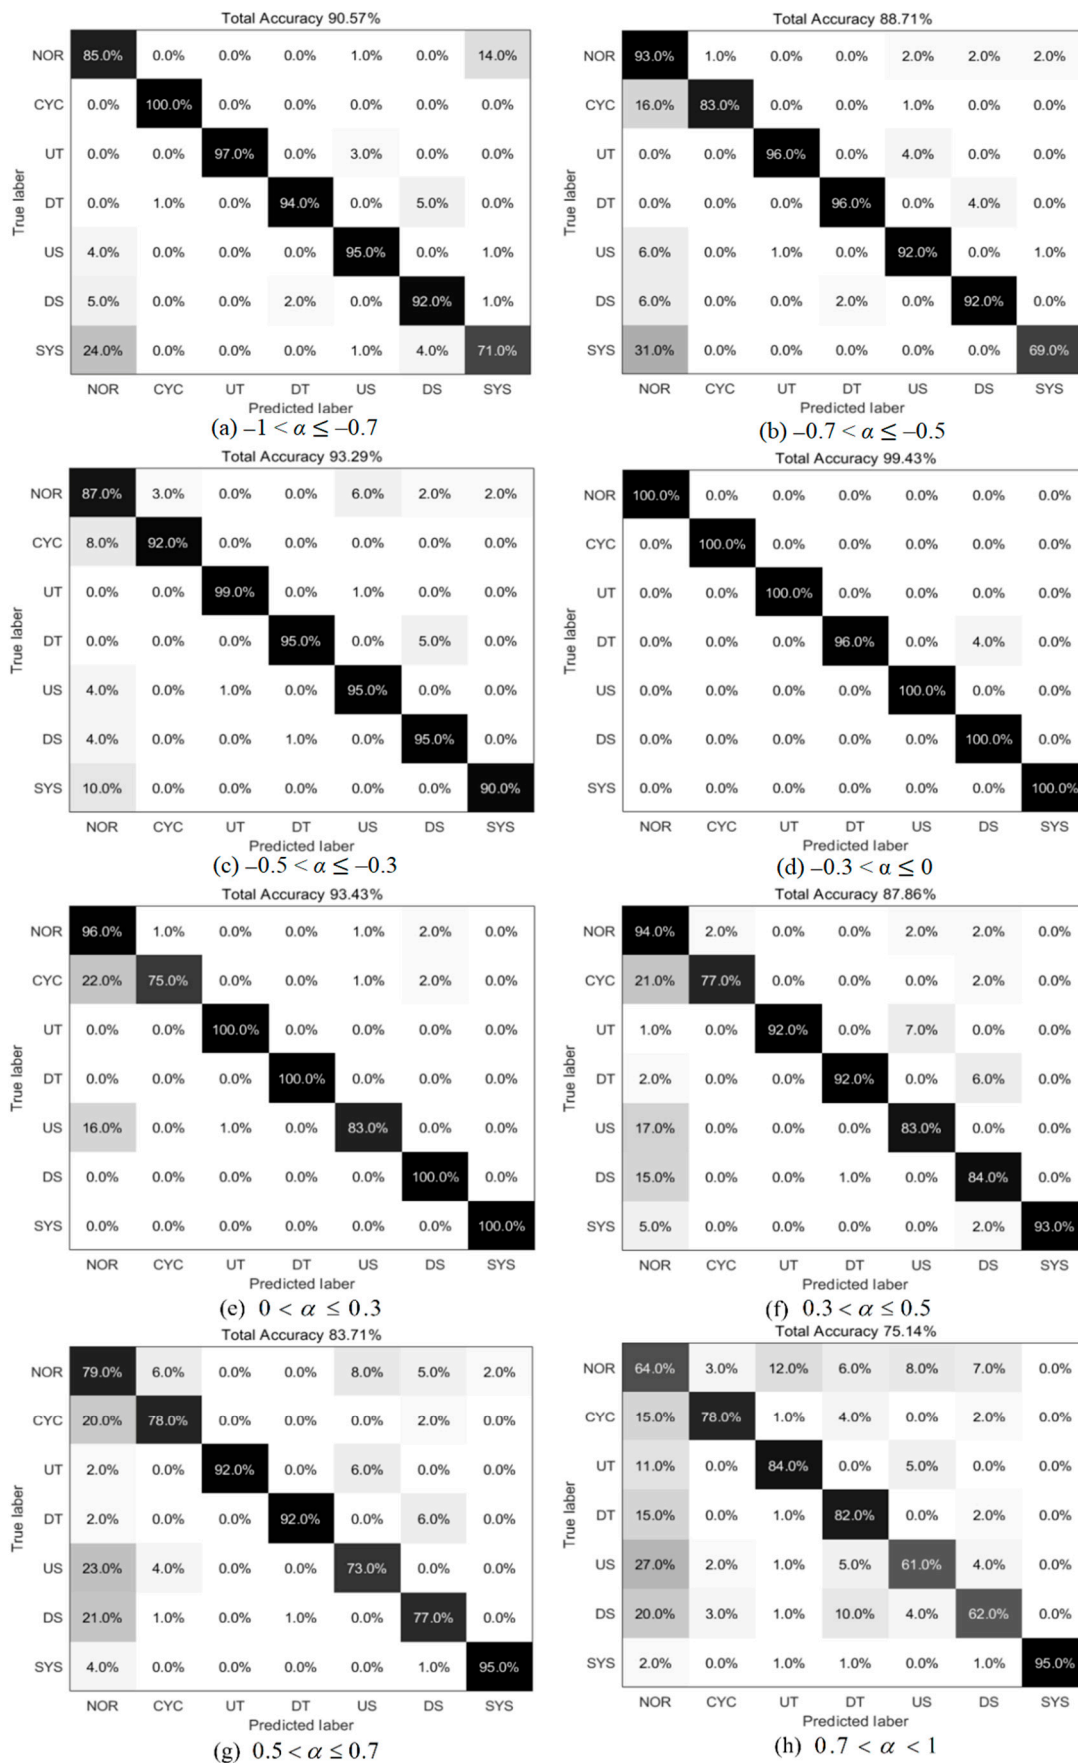 Total Accuracy 90.57%
NOR 85.0% 0.0% 0.0% 0.0% 1.0% 0.0% 14.0%
CYC 0.0% 100.0% 0.0% 0.0% 0.0% 0.0% 0.0%
UT 0.0% 0.0% 97.0% 0.0% 3.0% 0.0% 0.0%
DT 0.0% 1.0% 0.0% 94.0% 0.0% 5.0% 0.0%
US 4.0% 0.0% 0.0% 0.0% 95.0% 0.0% 1.0%
DS 5.0% 0.0% 0.0% 2.0% 0.0% 92.0% 1.0%
SYS 24.0% 0.0% 0.0% 0.0% 1.0% 4.0% 71.0%
True laber
NOR CYC UT DT US DS SYS
Predicted laber
(a) –1 < α ≤ –0.7
Total Accuracy 88.71%
NOR 93.0% 1.0% 0.0% 0.0% 2.0% 2.0% 2.0%
CYC 16.0% 83.0% 0.0% 0.0% 1.0% 0.0% 0.0%
UT 0.0% 0.0% 96.0% 0.0% 4.0% 0.0% 0.0%
DT 0.0% 0.0% 0.0% 96.0% 0.0% 4.0% 0.0%
US 6.0% 0.0% 1.0% 0.0% 92.0% 0.0% 1.0%
DS 6.0% 0.0% 0.0% 2.0% 0.0% 92.0% 0.0%
SYS 31.0% 0.0% 0.0% 0.0% 0.0% 0.0% 69.0%
True laber
NOR CYC UT DT US DS SYS
Predicted laber
(b) –0.7 < α ≤ –0.5
Total Accuracy 93.29%
NOR 87.0% 3.0% 0.0% 0.0% 6.0% 2.0% 2.0%
CYC 8.0% 92.0% 0.0% 0.0% 0.0% 0.0% 0.0%
UT 0.0% 0.0% 99.0% 0.0% 1.0% 0.0% 0.0%
DT 0.0% 0.0% 0.0% 95.0% 0.0% 5.0% 0.0%
US 4.0% 0.0% 1.0% 0.0% 95.0% 0.0% 0.0%
DS 4.0% 0.0% 0.0% 1.0% 0.0% 95.0% 0.0%
SYS 10.0% 0.0% 0.0% 0.0% 0.0% 0.0% 90.0%
True laber
NOR CYC UT DT US DS SYS
Predicted laber
(c) –0.5 < α ≤ –0.3
Total Accuracy 99.43%
NOR 100.0% 0.0% 0.0% 0.0% 0.0% 0.0% 0.0%
CYC 0.0% 100.0% 0.0% 0.0% 0.0% 0.0% 0.0%
UT 0.0% 0.0% 100.0% 0.0% 0.0% 0.0% 0.0%
DT 0.0% 0.0% 0.0% 96.0% 0.0% 4.0% 0.0%
US 0.0% 0.0% 0.0% 0.0% 100.0% 0.0% 0.0%
DS 0.0% 0.0% 0.0% 0.0% 0.0% 100.0% 0.0%
SYS 0.0% 0.0% 0.0% 0.0% 0.0% 0.0% 100.0%
True laber
NOR CYC UT DT US DS SYS
Predicted laber
(d) –0.3 < α ≤ 0
Total Accuracy 93.43%
NOR 96.0% 1.0% 0.0% 0.0% 1.0% 2.0% 0.0%
CYC 22.0% 75.0% 0.0% 0.0% 1.0% 2.0% 0.0%
UT 0.0% 0.0% 100.0% 0.0% 0.0% 0.0% 0.0%
DT 0.0% 0.0% 0.0% 100.0% 0.0% 0.0% 0.0%
US 16.0% 0.0% 1.0% 0.0% 83.0% 0.0% 0.0%
DS 0.0% 0.0% 0.0% 0.0% 0.0% 100.0% 0.0%
SYS 0.0% 0.0% 0.0% 0.0% 0.0% 0.0% 100.0%
True laber
NOR CYC UT DT US DS SYS
Predicted laber
(e) 0 < α ≤ 0.3
Total Accuracy 87.86%
NOR 94.0% 2.0% 0.0% 0.0% 2.0% 2.0% 0.0%
CYC 21.0% 77.0% 0.0% 0.0% 0.0% 2.0% 0.0%
UT 1.0% 0.0% 92.0% 0.0% 7.0% 0.0% 0.0%
DT 2.0% 0.0% 0.0% 92.0% 0.0% 6.0% 0.0%
US 17.0% 0.0% 0.0% 0.0% 83.0% 0.0% 0.0%
DS 15.0% 0.0% 0.0% 1.0% 0.0% 84.0% 0.0%
SYS 5.0% 0.0% 0.0% 0.0% 0.0% 2.0% 93.0%
True laber
NOR CYC UT DT US DS SYS
Predicted laber
(f) 0.3 < α ≤ 0.5
Total Accuracy 83.71%
NOR 79.0% 6.0% 0.0% 0.0% 8.0% 5.0% 2.0%
CYC 20.0% 78.0% 0.0% 0.0% 0.0% 2.0% 0.0%
UT 2.0% 0.0% 92.0% 0.0% 6.0% 0.0% 0.0%
DT 2.0% 0.0% 0.0% 92.0% 0.0% 6.0% 0.0%
US 23.0% 4.0% 0.0% 0.0% 73.0% 0.0% 0.0%
DS 21.0% 1.0% 0.0% 1.0% 0.0% 77.0% 0.0%
SYS 4.0% 0.0% 0.0% 0.0% 0.0% 1.0% 95.0%
True laber
NOR CYC UT DT US DS SYS
Predicted laber
(g) 0.5 < α ≤ 0.7
Total Accuracy 75.14%
NOR 64.0% 3.0% 12.0% 6.0% 8.0% 7.0% 0.0%
CYC 15.0% 78.0% 1.0% 4.0% 0.0% 2.0% 0.0%
UT 11.0% 0.0% 84.0% 0.0% 5.0% 0.0% 0.0%
DT 15.0% 0.0% 1.0% 82.0% 0.0% 2.0% 0.0%
US 27.0% 2.0% 1.0% 5.0% 61.0% 4.0% 0.0%
DS 20.0% 3.0% 1.0% 10.0% 4.0% 62.0% 0.0%
SYS 2.0% 0.0% 1.0% 1.0% 0.0% 1.0% 95.0%
True laber
NOR CYC UT DT US DS SYS
Predicted laber
(h) 0.7 < α < 1